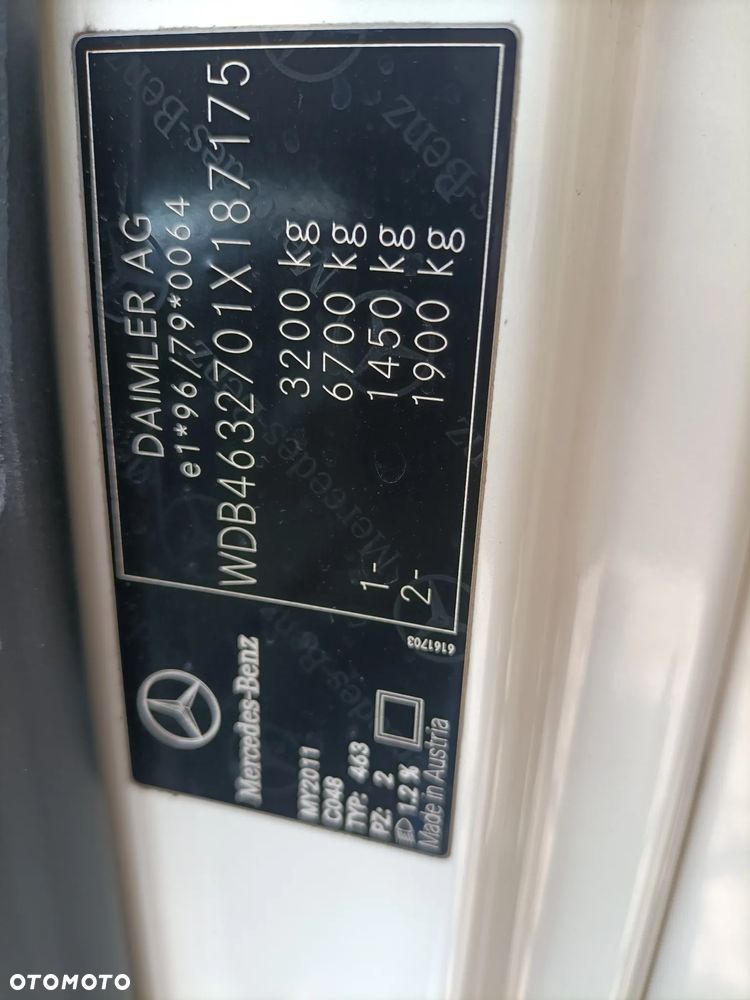 DAIMLER AG
e1*96/79*0064
WDB4632701X187175
3200 kg
6700 kg
1- 1450 kg
2- 1900 kg
6161703
Mercedes-Benz
MY2011
C048
TYP: 463
PZ: 2
1.2 %
Made in Austria
OTOMOTO